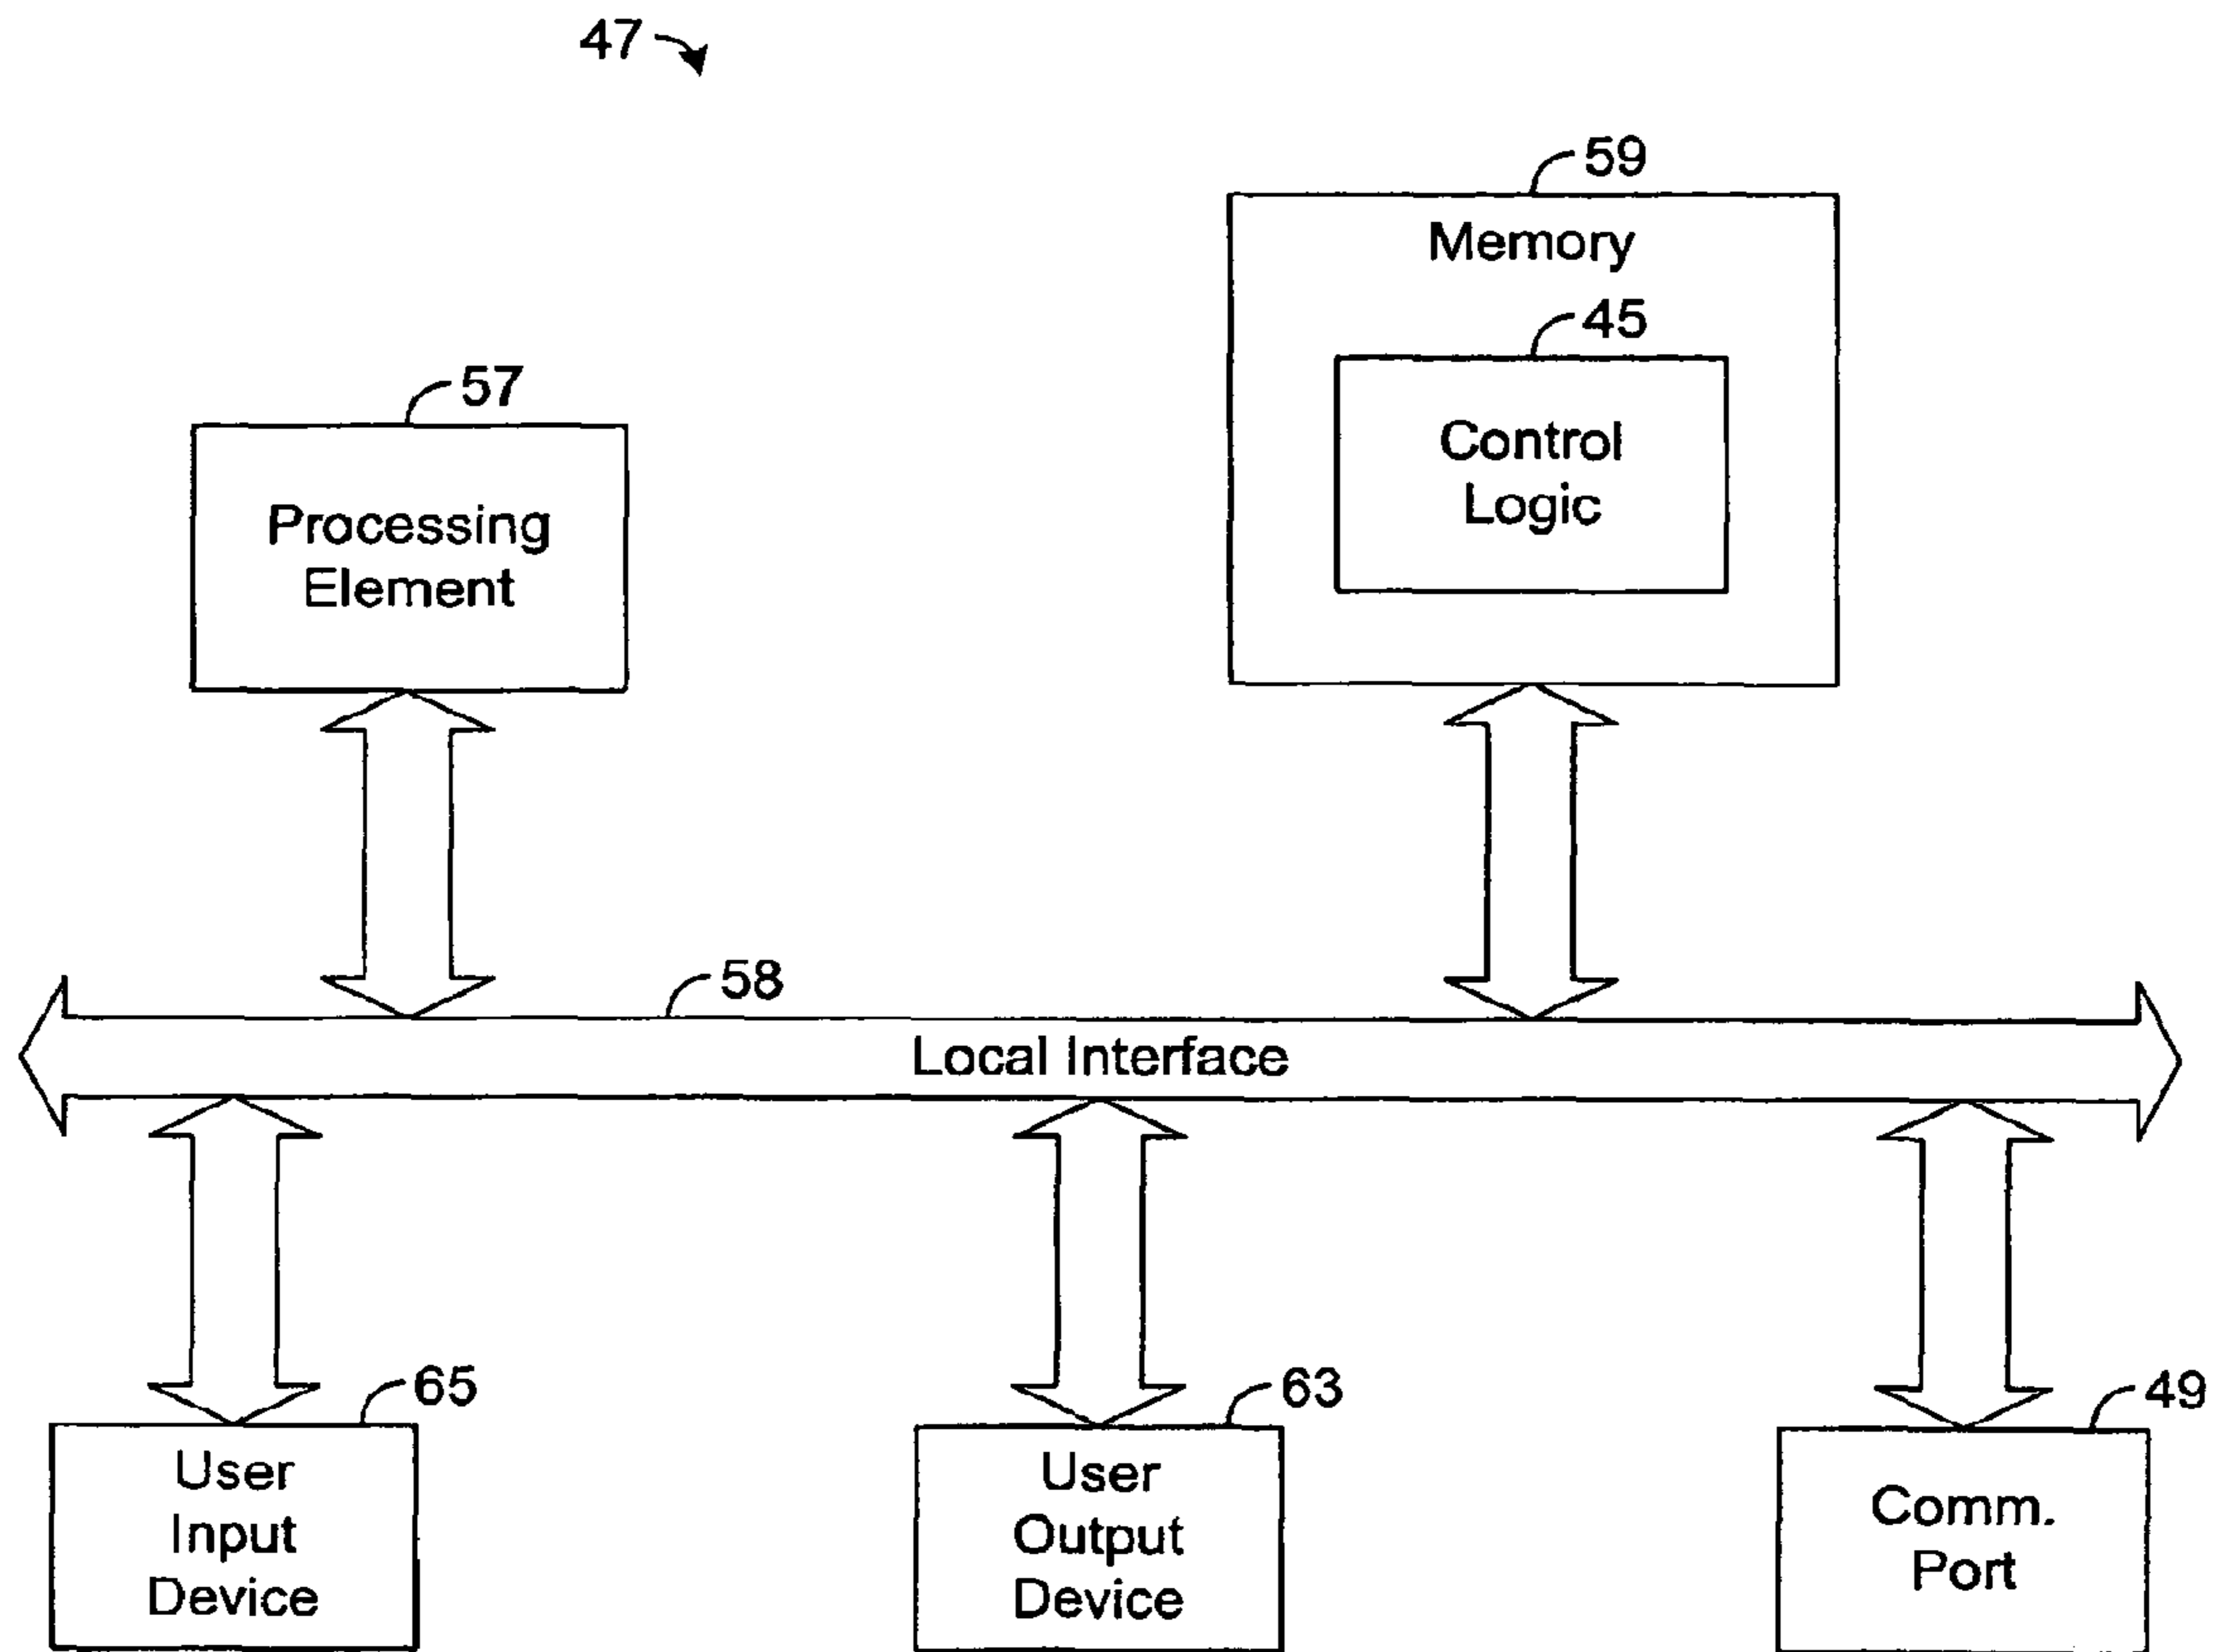 47
59
Memory
45
Control
Logic
57
Processing
Element
58
Local Interface
65
User
Input
Device
63
User
Output
Device
49
Comm.
Port